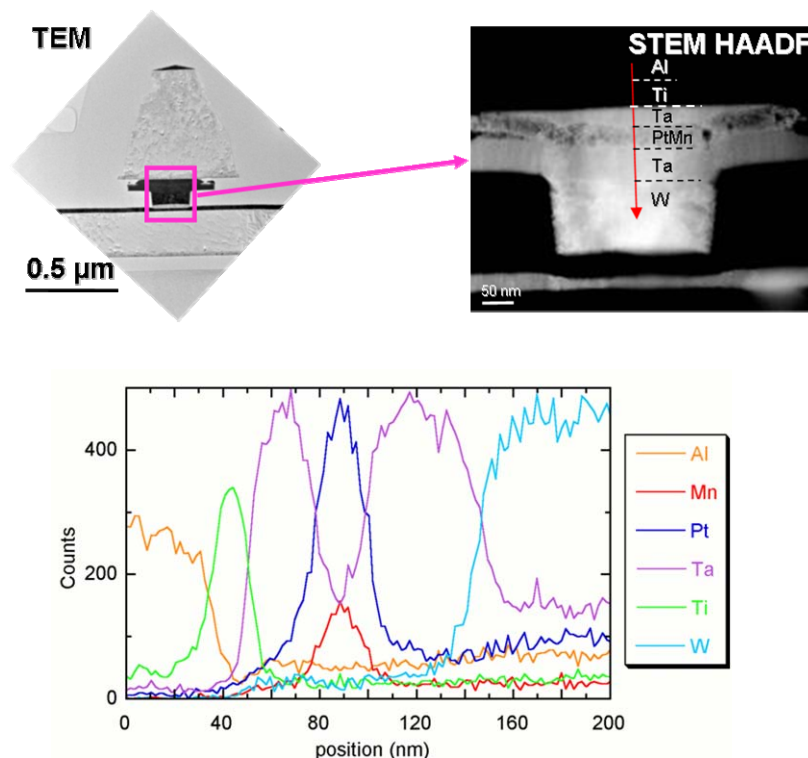 TEM
0.5 µm
STEM HAADF
Al
Ti
Ta
PtMn
Ta
W
50 nm
Counts
400
200
0
0
40
80
120
160
200
position (nm)
Al
Mn
Pt
Ta
Ti
W